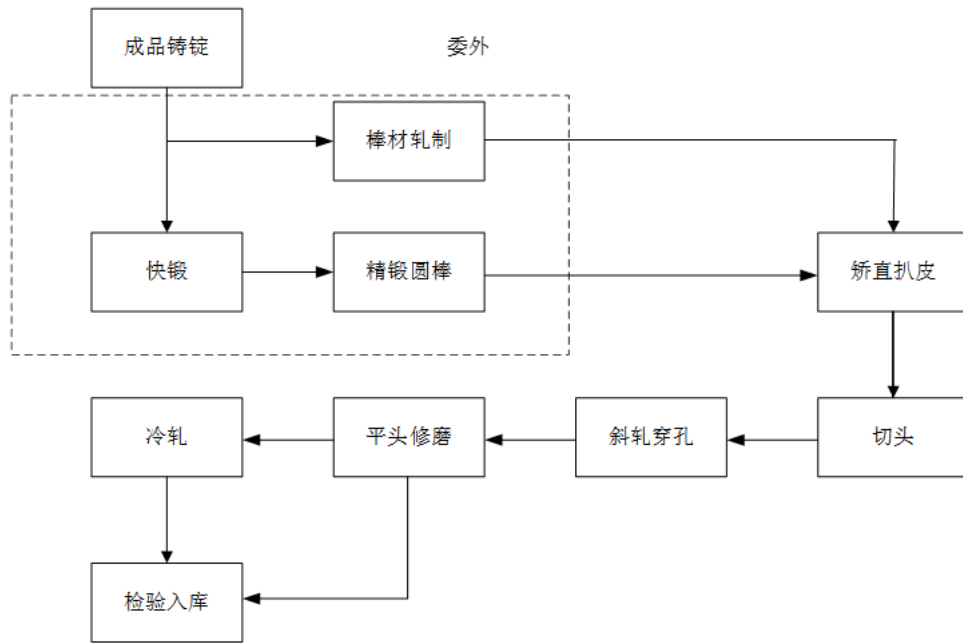 成品铸锭
委外
棒材轧制
快锻
精锻圆棒
矫直扒皮
冷轧
平头修磨
斜轧穿孔
切头
检验入库